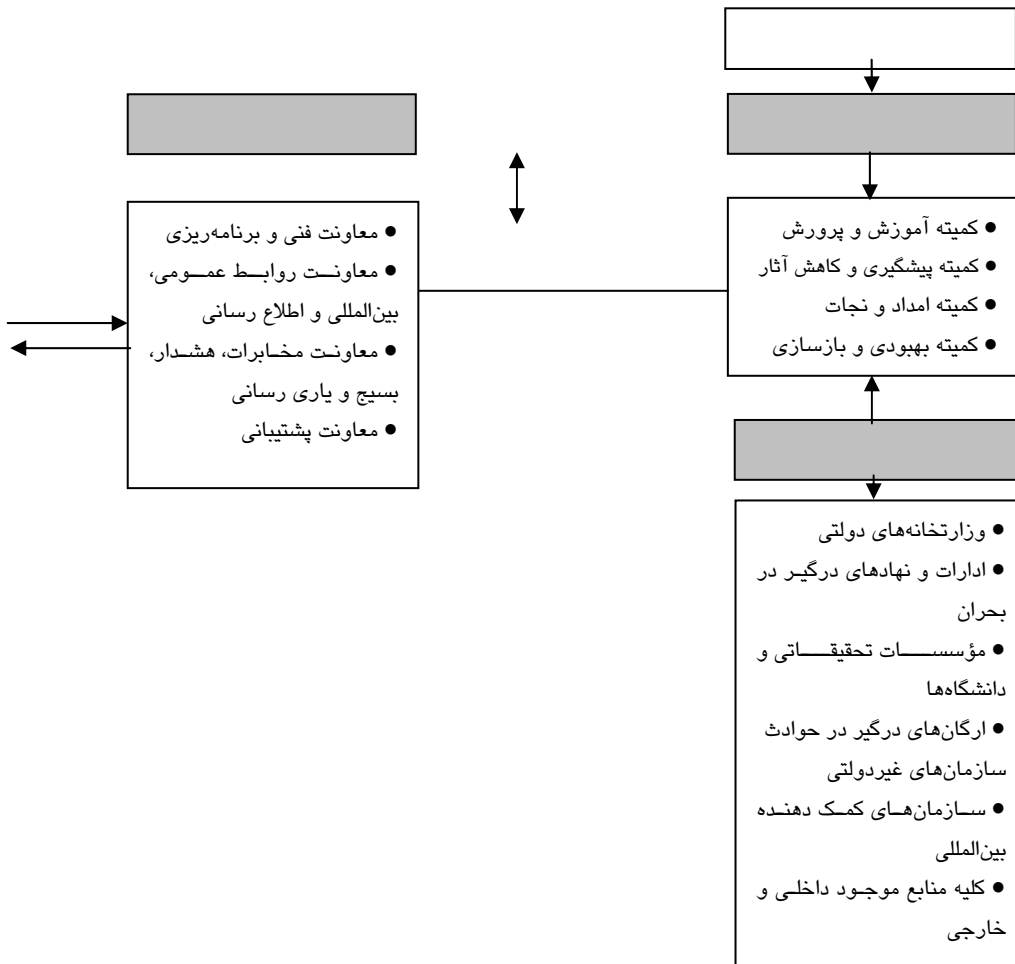 ● کمیته آموزش و پرورش
● کمیته پیشگیری و کاهش آثار
● کمیته امداد و نجات
● کمیته بهبودی و بازسازی
● معاونت فنی و برنامه‌ریزی
● معاونت روابط عمومی،
بین‌المللی و اطلاع رسانی
● معاونت مخابرات، هشدار،
بسیج و یاری رسانی
● معاونت پشتیبانی
● وزارتخانه‌های دولتی
● ادارات و نهادهای درگیر در
بحران
● مؤسسات تحقیقاتی و
دانشگاه‌ها
● ارگان‌های درگیر در حوادث
سازمان‌های غیردولتی
● سازمان‌های کمک دهنده
بین‌المللی
● کلیه منابع موجود داخلی و
خارجی